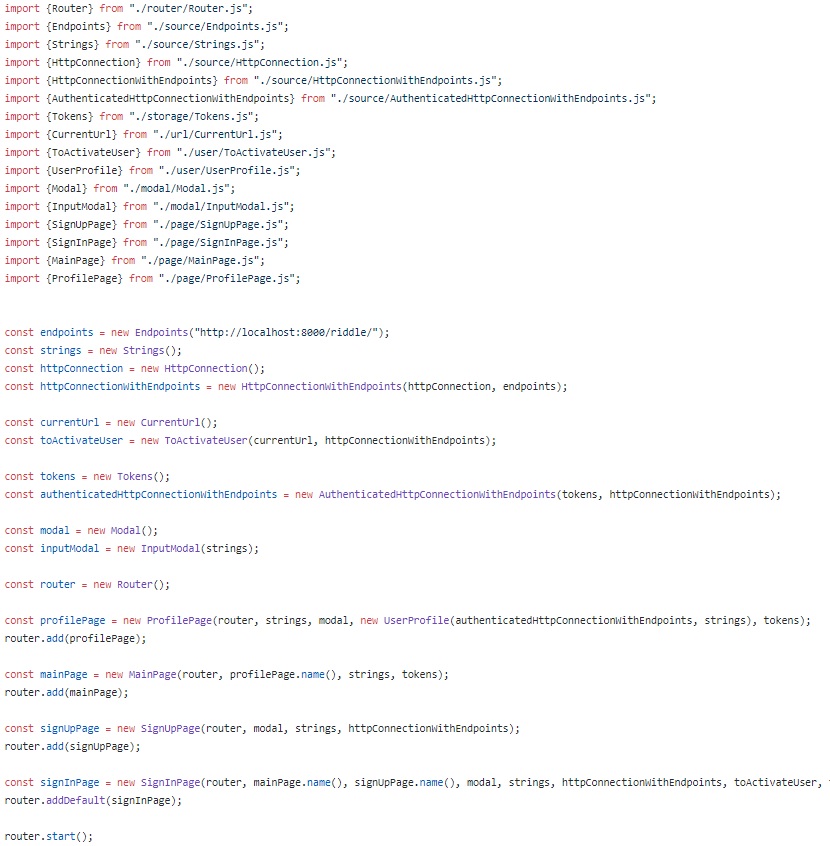 import {Router} from "./router/Router.js";
import {Endpoints} from "./source/Endpoints.js";
import {Strings} from "./source/Strings.js";
import {HttpConnection} from "./source/HttpConnection.js";
import {HttpConnectionWithEndpoints} from "./source/HttpConnectionWithEndpoints.js";
import {AuthenticatedHttpConnectionWithEndpoints} from "./source/AuthenticatedHttpConnectionWithEndpoints.js";
import {Tokens} from "./storage/Tokens.js";
import {CurrentUrl} from "./url/CurrentUrl.js";
import {ToActivateUser} from "./user/ToActivateUser.js";
import {UserProfile} from "./user/UserProfile.js";
import {Modal} from "./modal/Modal.js";
import {InputModal} from "./modal/InputModal.js";
import {SignUpPage} from "./page/SignUpPage.js";
import {SignInPage} from "./page/SignInPage.js";
import {MainPage} from "./page/MainPage.js";
import {ProfilePage} from "./page/ProfilePage.js";
const endpoints = new Endpoints("http://localhost:8000/riddle/");
const strings = new Strings();
const httpConnection = new HttpConnection();
const httpConnectionWithEndpoints = new HttpConnectionWithEndpoints(httpConnection, endpoints);
const currentUrl = new CurrentUrl();
const toActivateUser = new ToActivateUser(currentUrl, httpConnectionWithEndpoints);
const tokens = new Tokens();
const authenticatedHttpConnectionWithEndpoints = new AuthenticatedHttpConnectionWithEndpoints(tokens, httpConnectionWithEndpoints);
const modal = new Modal();
const inputModal = new InputModal(strings);
const router = new Router();
const profilePage = new ProfilePage(router, strings, modal, new UserProfile(authenticatedHttpConnectionWithEndpoints, strings), tokens);
router.add(profilePage);
const mainPage = new MainPage(router, profilePage.name(), strings, tokens);
router.add(mainPage);
const signUpPage = new SignUpPage(router, modal, strings, httpConnectionWithEndpoints);
router.add(signUpPage);
const signInPage = new SignInPage(router, mainPage.name(), signUpPage.name(), modal, strings, httpConnectionWithEndpoints, toActivateUser,
router.addDefault(signInPage);
router.start();